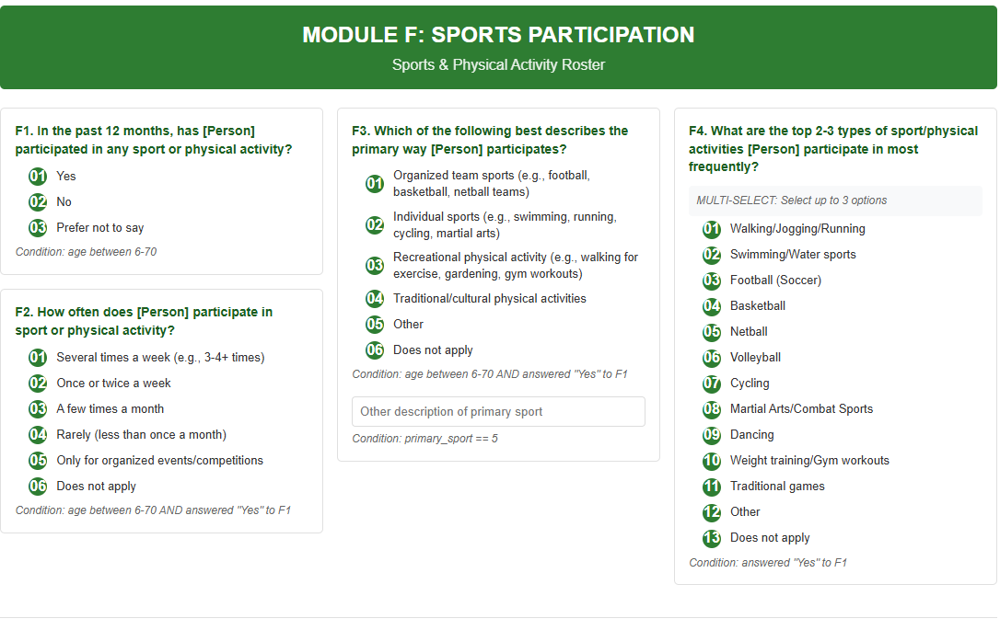 MODULE F: SPORTS PARTICIPATION
Sports & Physical Activity Roster
F1. In the past 12 months, has [Person]
participated in any sport or physical activity?
01 Yes
02 No
03 Prefer not to say
Condition: age between 6-70
F2. How often does [Person] participate in
sport or physical activity?
01 Several times a week (e.g., 3-4+ times)
02 Once or twice a week
03 A few times a month
04 Rarely (less than once a month)
05 Only for organized events/competitions
06 Does not apply
Condition: age between 6-70 AND answered "Yes" to F1
F3. Which of the following best describes the
primary way [Person] participates?
01 Organized team sports (e.g., football,
basketball, netball teams)
02 Individual sports (e.g., swimming, running,
cycling, martial arts)
03 Recreational physical activity (e.g., walking for
exercise, gardening, gym workouts)
04 Traditional/cultural physical activities
05 Other
06 Does not apply
Condition: age between 6-70 AND answered "Yes" to F1
Other description of primary sport
Condition: primary_sport == 5
F4. What are the top 2-3 types of sport/physical
activities [Person] participate in most
frequently?
MULTI-SELECT: Select up to 3 options
01 Walking/Jogging/Running
02 Swimming/Water sports
03 Football (Soccer)
04 Basketball
05 Netball
06 Volleyball
07 Cycling
08 Martial Arts/Combat Sports
09 Dancing
10 Weight training/Gym workouts
11 Traditional games
12 Other
13 Does not apply
Condition: answered "Yes" to F1